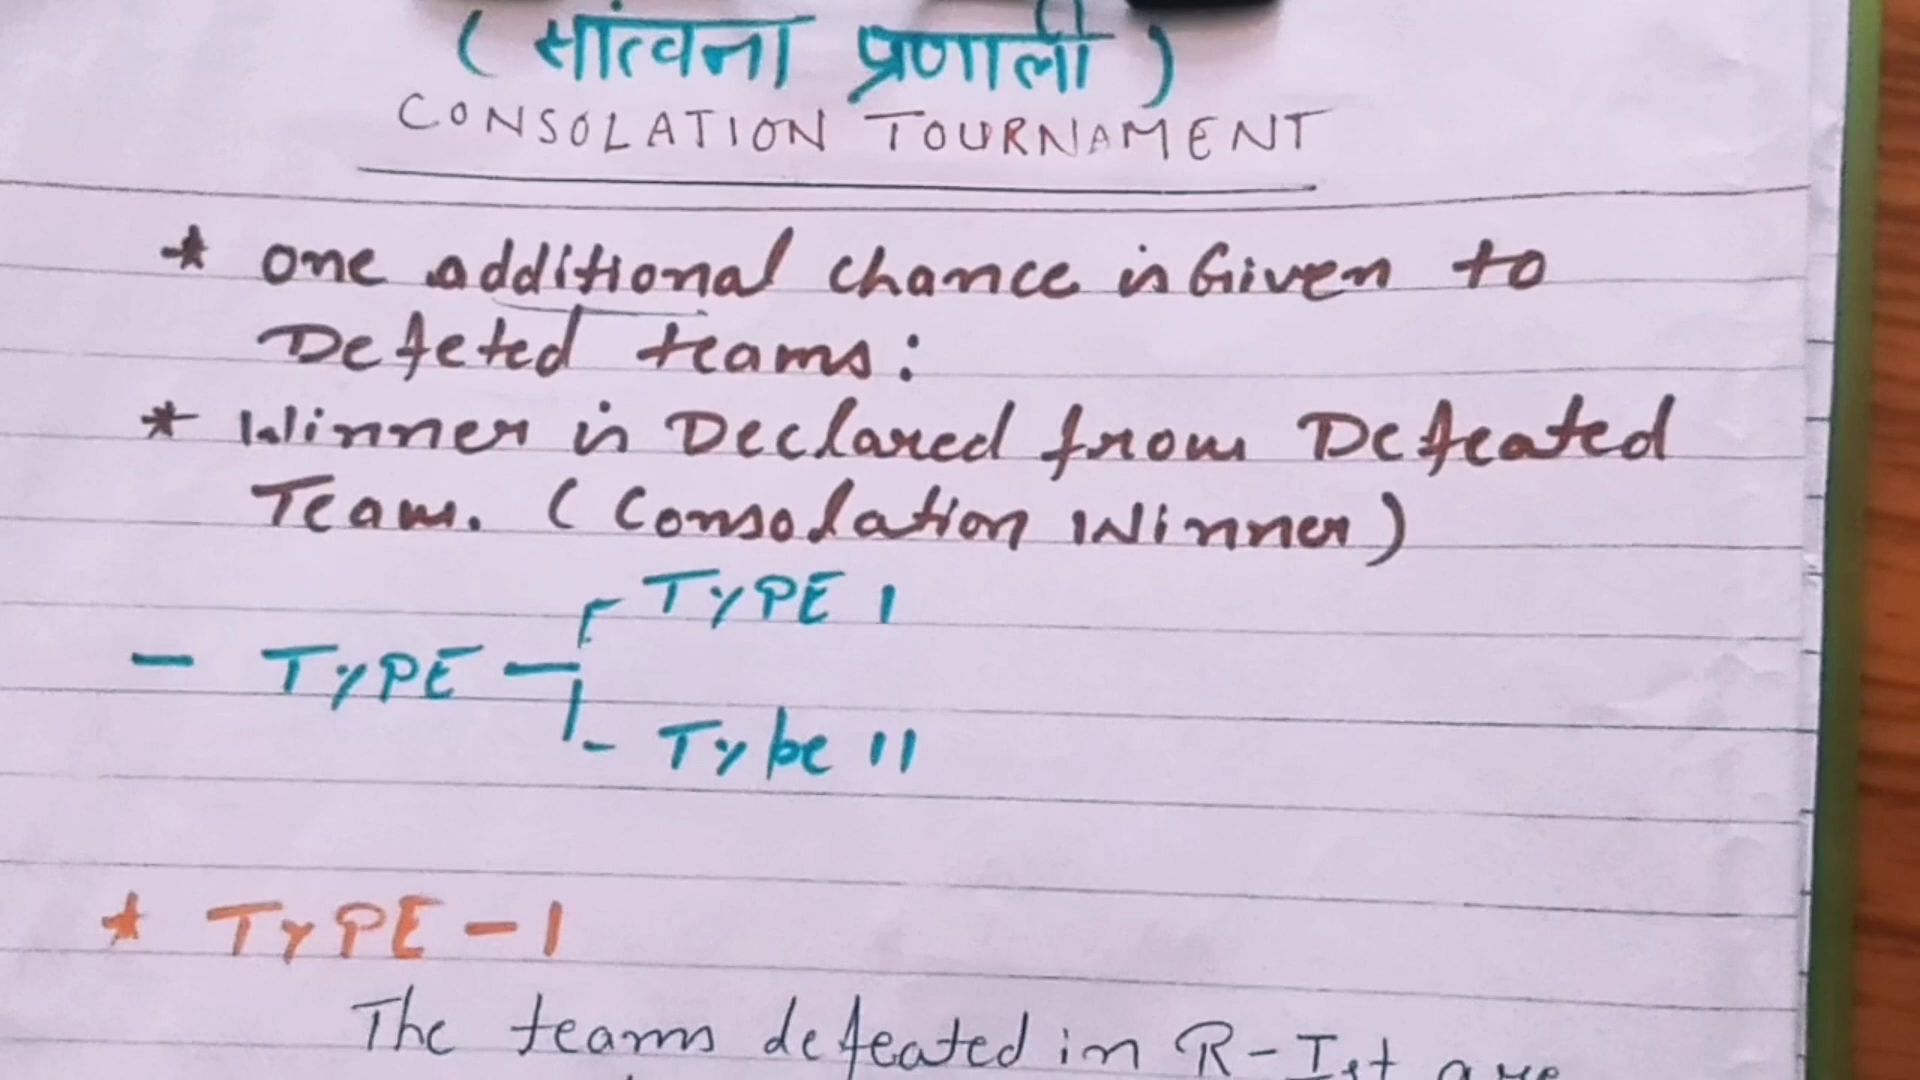 (सांत्वना प्रणाली)
CONSOLATION TOURNAMENT
* one additional chance is Given to
Defeted teams:
* Winner is Declared from Defeated
Team. (Consolation Winner)
TYPE I
- TYPE -
- Type II
* TYPE - I
The teams defeated in R-Ist are